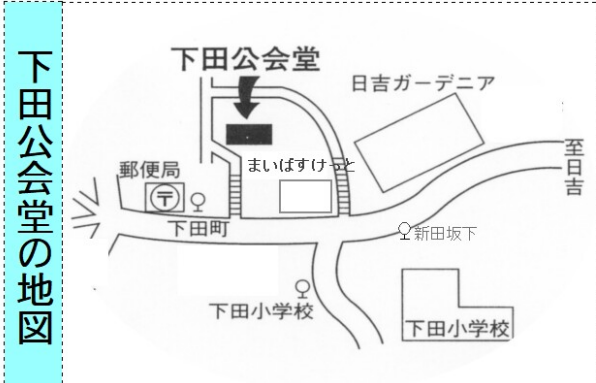 下田公会堂の地図
下田公会堂
日吉ガーデニア
至日吉
郵便局
〒
まいばすけっと
下田町
新田坂下
下田小学校
下田小学校